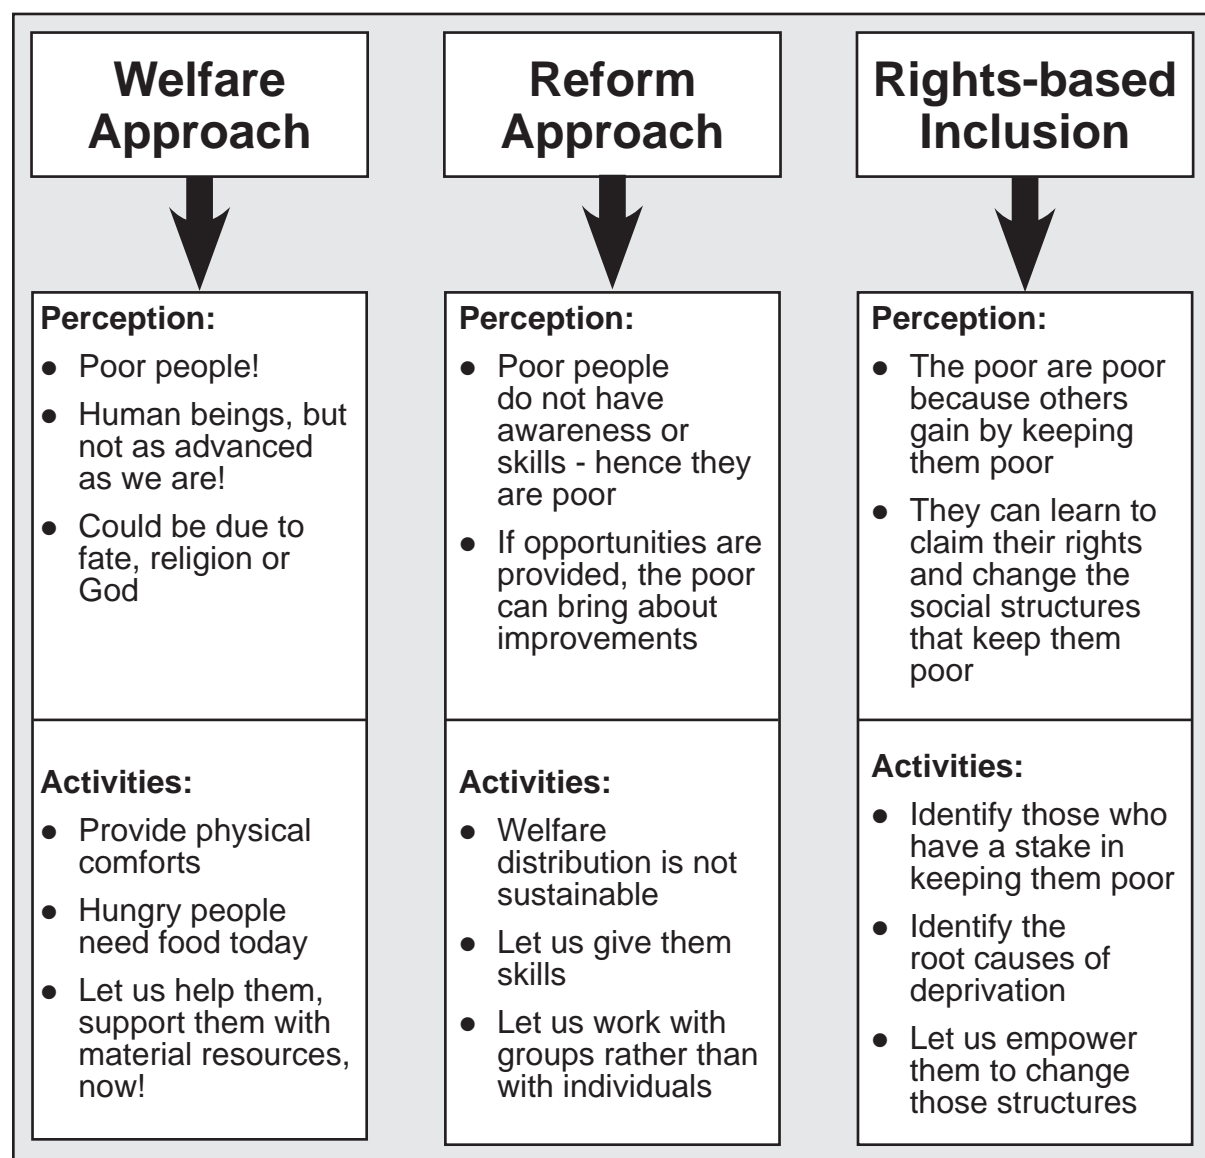 Welfare
Approach
Perception:
● Poor people!
● Human beings, but
not as advanced
as we are!
● Could be due to
fate, religion or
God
Activities:
● Provide physical
comforts
● Hungry people
need food today
● Let us help them,
support them with
material resources,
now!
Reform
Approach
Perception:
● Poor people
do not have
awareness or
skills - hence they
are poor
● If opportunities are
provided, the poor
can bring about
improvements
Activities:
● Welfare
distribution is not
sustainable
● Let us give them
skills
● Let us work with
groups rather than
with individuals
Rights-based
Inclusion
Perception:
● The poor are poor
because others
gain by keeping
them poor
● They can learn to
claim their rights
and change the
social structures
that keep them
poor
Activities:
● Identify those who
have a stake in
keeping them poor
● Identify the
root causes of
deprivation
● Let us empower
them to change
those structures